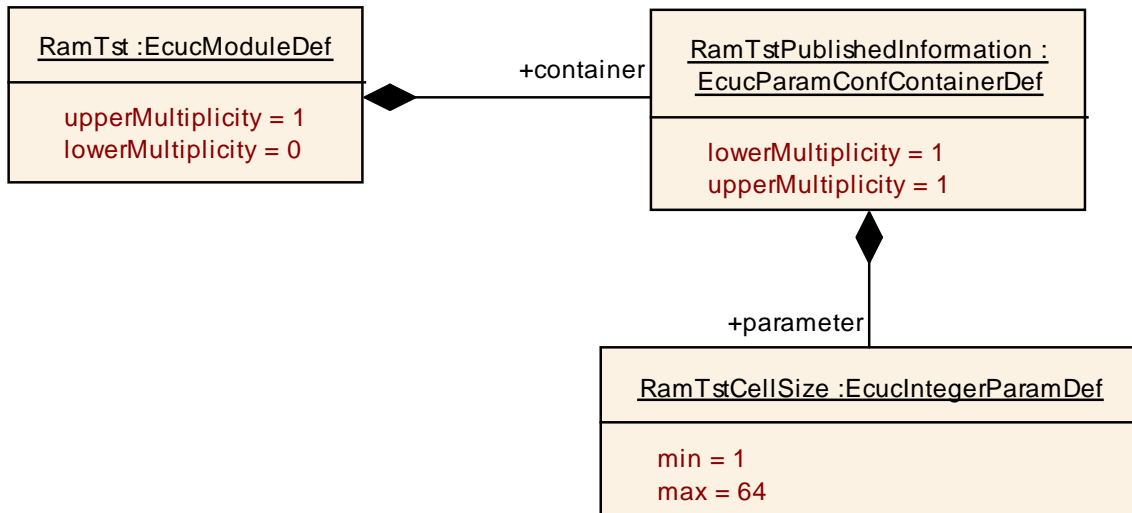 RamTst :EcucModuleDef
upperMultiplicity = 1
lowerMultiplicity = 0
+container
RamTstPublishedInformation :
EcucParamConfContainerDef
lowerMultiplicity = 1
upperMultiplicity = 1
+parameter
RamTstCellSize :EcucIntegerParamDef
min = 1
max = 64